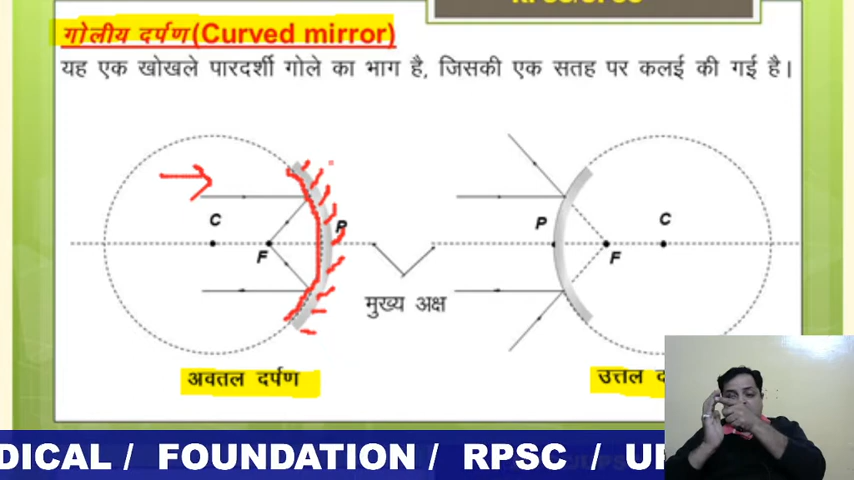 गोलीय दर्पण(Curved mirror)
यह एक खोखले पारदर्शी गोले का भाग है, जिसकी एक सतह पर कलई की गई है।
C
P
F
P
C
F
मुख्य अक्ष
अवतल दर्पण
उत्तल
DICAL / FOUNDATION / RPSC / UP